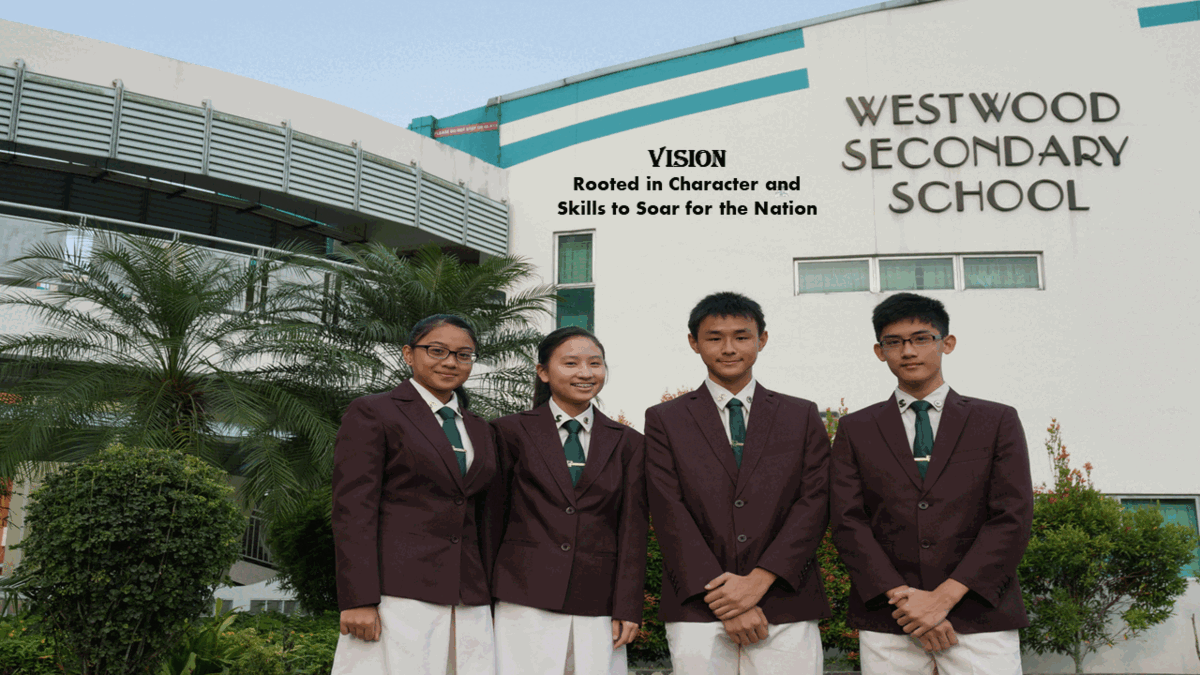 VISION
Rooted in Character and
Skills to Soar for the Nation
WESTWOOD
SECONDARY
SCHOOL